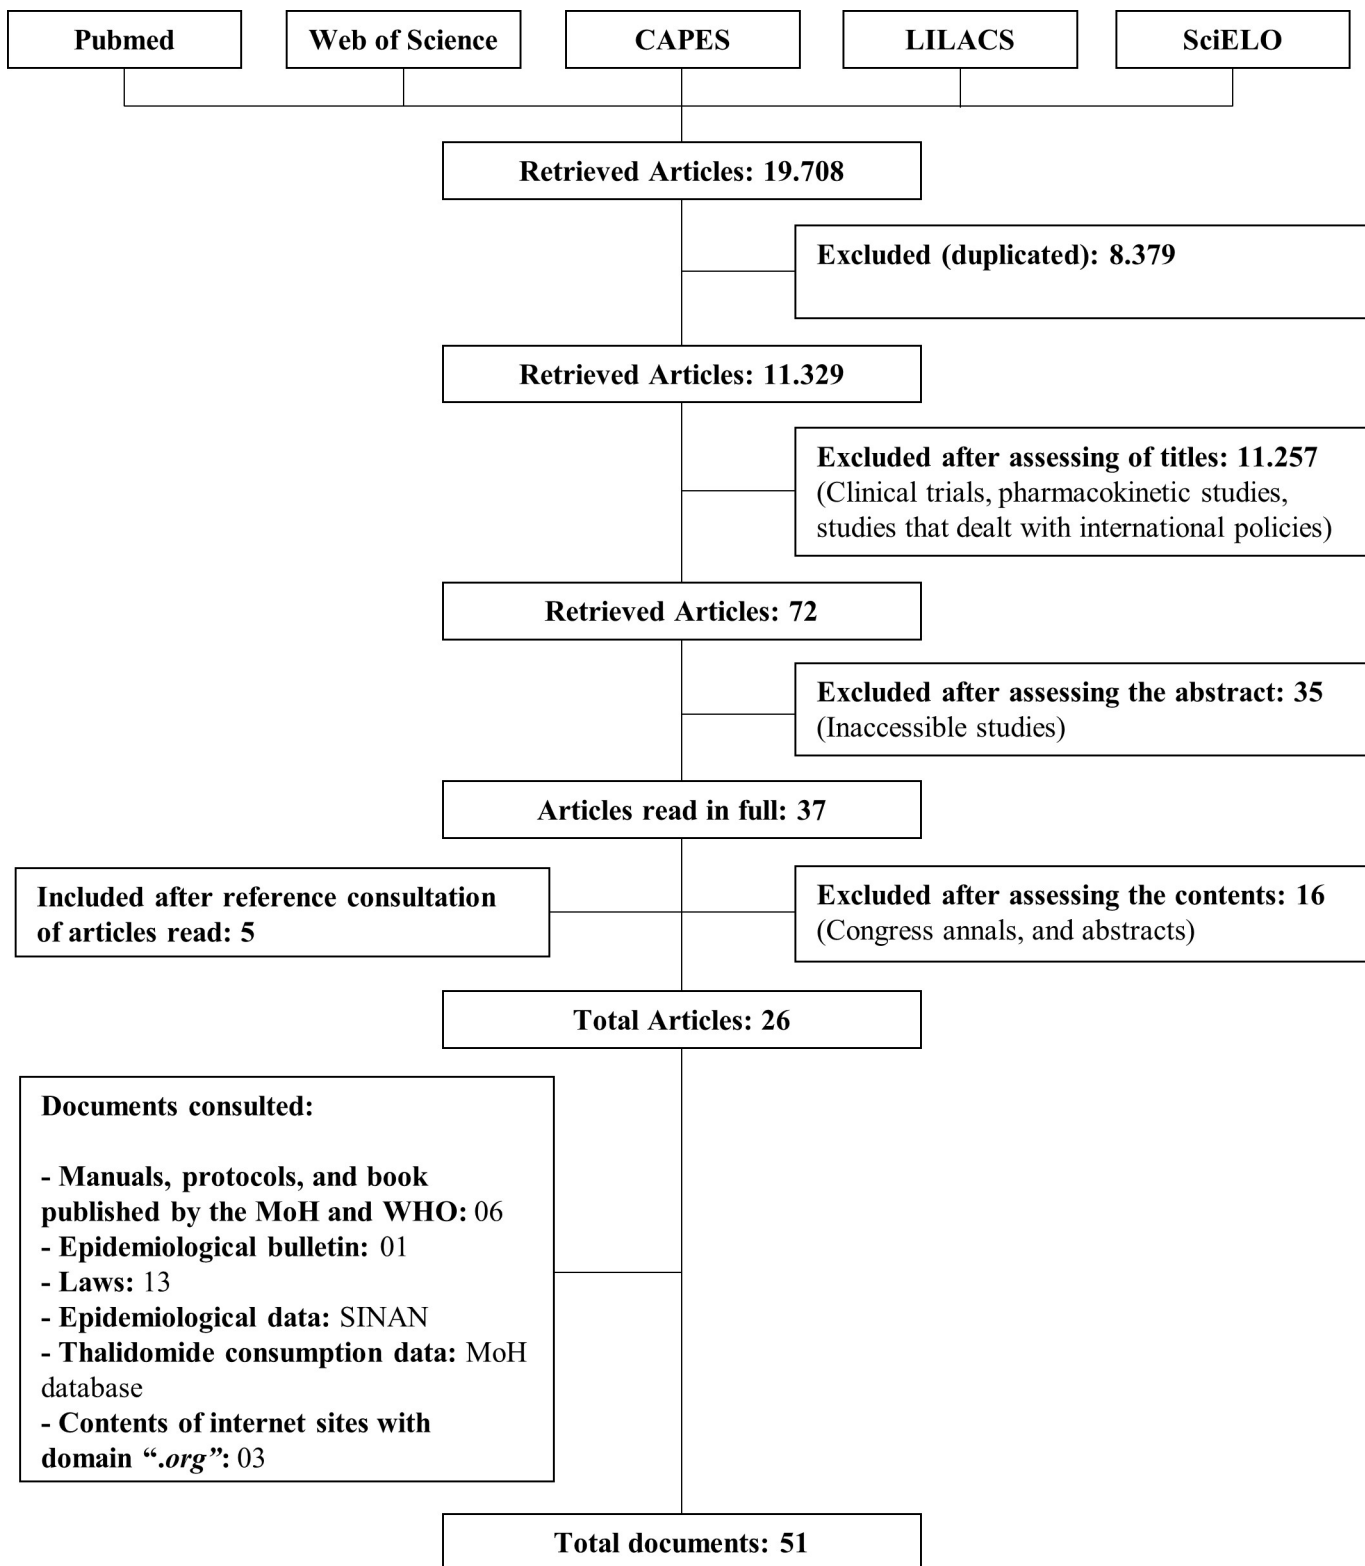 Pubmed
Web of Science
CAPES
LILACS
SciELO
Retrieved Articles: 19.708
Excluded (duplicated): 8.379
Retrieved Articles: 11.329
Excluded after assessing of titles: 11.257
(Clinical trials, pharmacokinetic studies,
studies that dealt with international policies)
Retrieved Articles: 72
Excluded after assessing the abstract: 35
(Inaccessible studies)
Articles read in full: 37
Included after reference consultation
of articles read: 5
Excluded after assessing the contents: 16
(Congress annals, and abstracts)
Total Articles: 26
Documents consulted:
- Manuals, protocols, and book
published by the MoH and WHO: 06
- Epidemiological bulletin: 01
- Laws: 13
- Epidemiological data: SINAN
- Thalidomide consumption data: MoH
database
- Contents of internet sites with
domain “.org”: 03
Total documents: 51